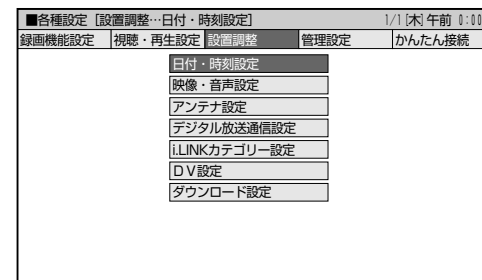 ■各種設定［設置調整…日付・時刻設定］ 1/1［木］午前 0:00
録画機能設定 視聴・再生設定 設置調整 管理設定 かんたん接続
日付・時刻設定
映像・音声設定
アンテナ設定
デジタル放送通信設定
i.LINKカテゴリー設定
ＤＶ設定
ダウンロード設定